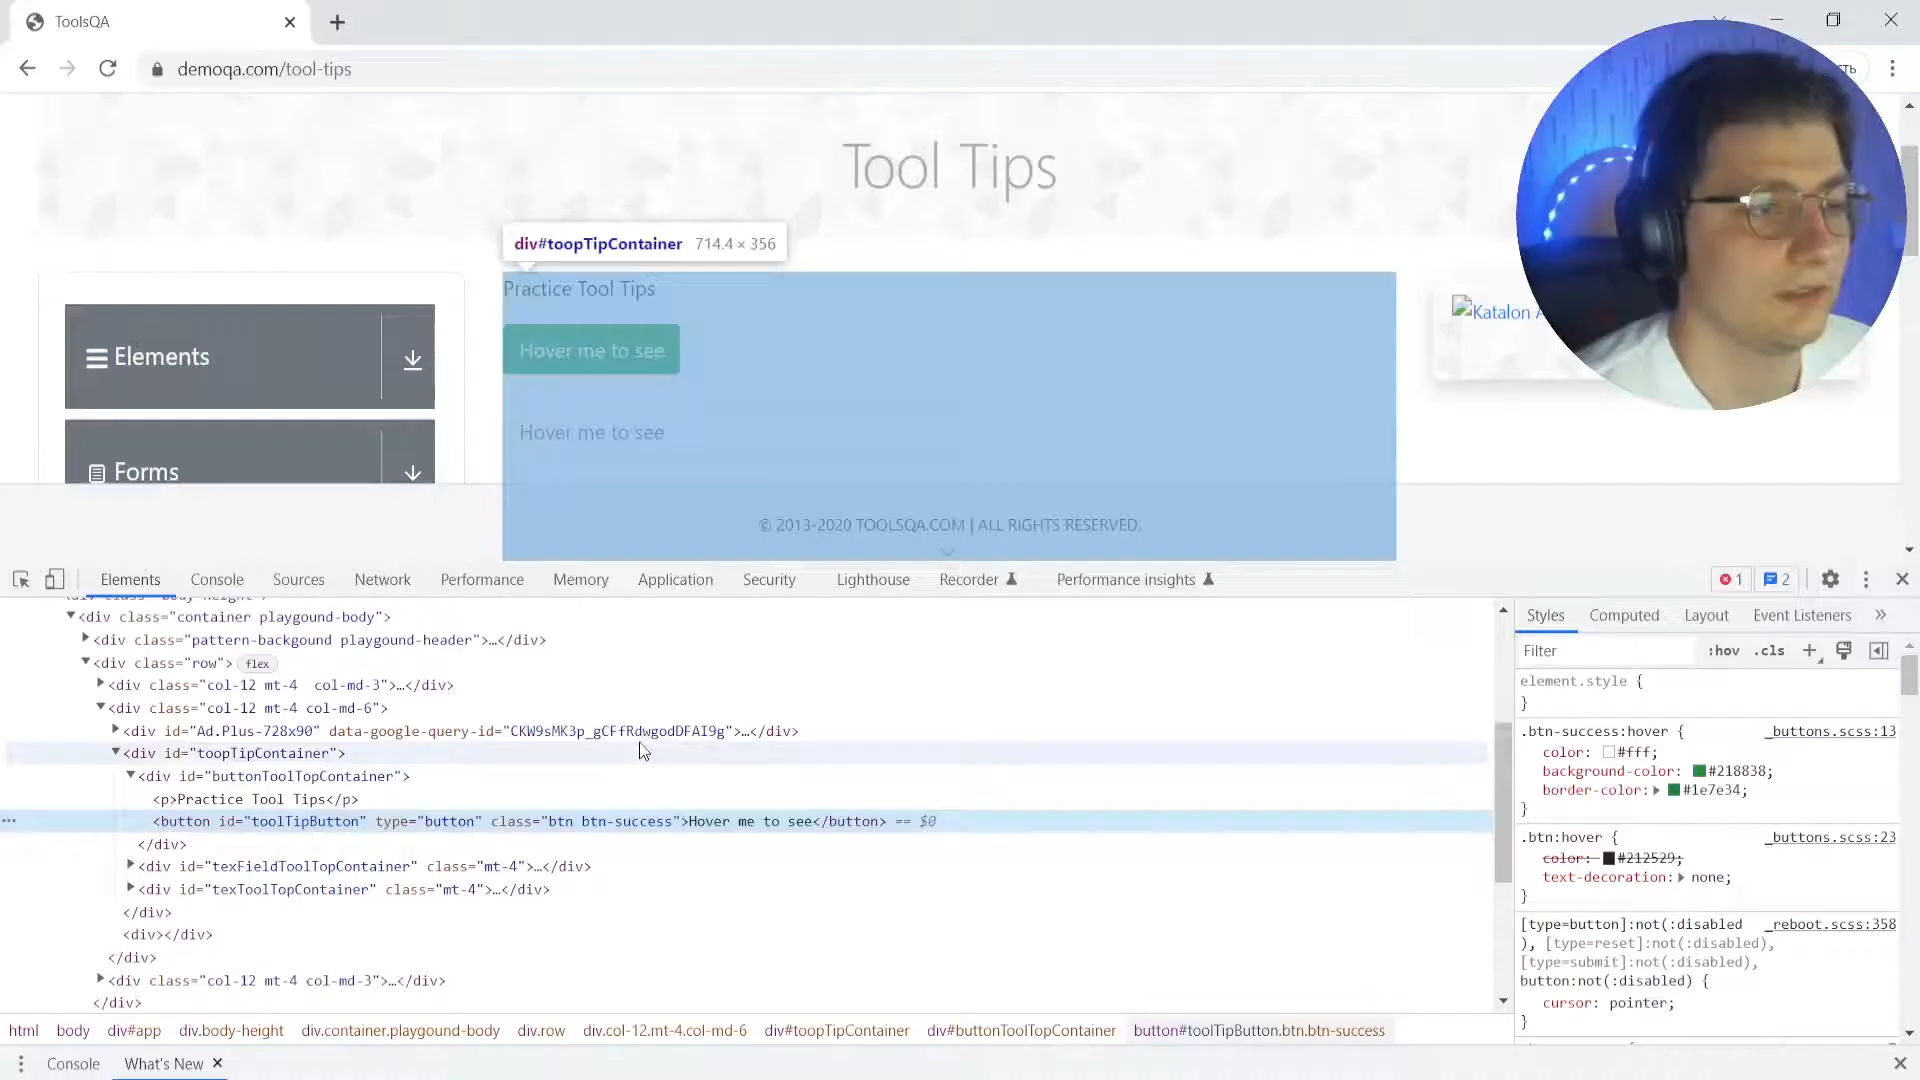 ToolsQA
demoqa.com/tool-tips
ть
Tool Tips
div#toopTipContainer 714.4 × 356
Practice Tool Tips
Hover me to see
Hover me to see
Elements
Forms
Katalon
© 2013-2020 TOOLSQA.COM | ALL RIGHTS RESERVED.
Elements Console Sources Network Performance Memory Application Security Lighthouse Recorder Performance insights 1 2
<div class="container playgound-body">
<div class="pattern-backgound playgound-header">…</div>
<div class="row"> flex
<div class="col-12 mt-4  col-md-3">…</div>
<div class="col-12 mt-4 col-md-6">
<div id="Ad.Plus-728x90" data-google-query-id="CKW9sMK3p_gCFfRdwgodDFAI9g">…</div>
<div id="toopTipContainer">
<div id="buttonToolTopContainer">
<p>Practice Tool Tips</p>
… <button id="toolTipButton" type="button" class="btn btn-success">Hover me to see</button> == $0
</div>
<div id="texFieldToolTopContainer" class="mt-4">…</div>
<div id="texToolTopContainer" class="mt-4">…</div>
</div>
<div></div>
</div>
<div class="col-12 mt-4 col-md-3">…</div>
</div>
html body div#app div.body-height div.container.playgound-body div.row div.col-12.mt-4.col-md-6 div#toopTipContainer div#buttonToolTopContainer button#toolTipButton.btn.btn-success
Console What's New
Styles Computed Layout Event Listeners
Filter :hov .cls
element.style {
}
.btn-success:hover { _buttons.scss:13
color: #fff;
background-color: #218838;
border-color: #1e7e34;
}
.btn:hover { _buttons.scss:23
color: #212529;
text-decoration: none;
}
[type=button]:not(:disabled _reboot.scss:358
), [type=reset]:not(:disabled),
[type=submit]:not(:disabled),
button:not(:disabled) {
cursor: pointer;
}